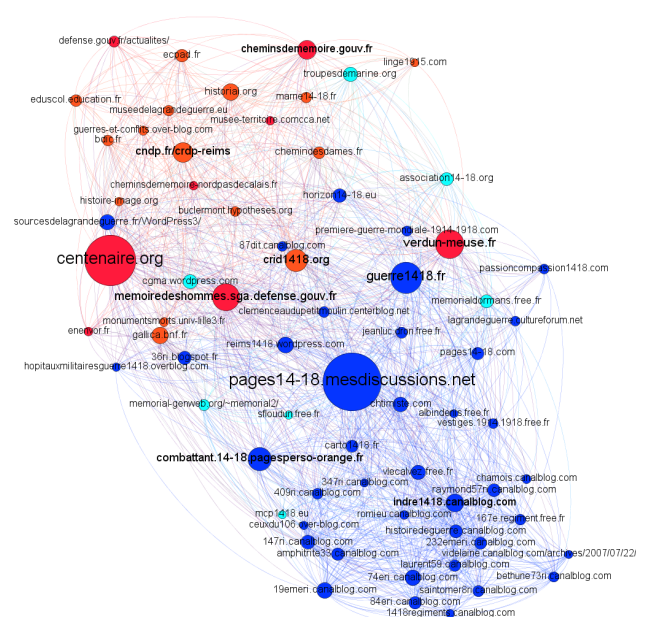 defense.gouv.fr/actualites/
cheminsdememoire.gouv.fr
ecpad.fr
linge1915.com
troupesdemarine.org
historial.org
eduscol.education.fr
marne14-18.fr
museedelagrandeguerre.eu
musee-territoire.comcca.net
guerres-et-conflits.over-blog.com
bdic.fr
cndp.fr/crdp-reims
chemindesdames.fr
association14-18.org
cheminsdememoire-nordpasdecalais.fr
horizon14-18.eu
histoire-image.org
buclermont.hypotheses.org
sourcesdelagrandeguerre.fr/WordPress3/
premiere-guerre-mondiale-1914-1918.com
verdun-meuse.fr
87dit.canalblog.com
centenaire.org
crid1418.org
passioncompassion1418.com
guerre1418.fr
cgma.wordpress.com
memoiredeshommes.sga.defense.gouv.fr
memorialdormans.free.fr
clemenceaudupetitmoulin.centerblog.net
lagrandeguerre.cultureforum.net
monumentsmorts.univ-lille3.fr
enenvor.fr
jeanluc.dron.free.fr
gallica.bnf.fr
reims1418.wordpress.com
pages14-18.com
36ri.blogspot.fr
hopitauxmilitairesguerre1418.overblog.com
pages14-18.mesdiscussions.net
memorial-genweb.org/~memorial2/
chtimiste.com
sfloudun.free.fr
albindenis.free.fr
vestiges.1914.1918.free.fr
carto1418.fr
combattant.14-18.pagesperso-orange.fr
vlecalvez.free.fr
chamois.canalblog.com
347ri.canalblog.com
raymond57ri.canalblog.com
409ri.canalblog.com
indre1418.canalblog.com
mcp1418.eu
romieu.canalblog.com
167e.regiment.free.fr
ceuxdu106.over-blog.com
histoiredeguerre.canalblog.com
147ri.canalblog.com
232emeri.canalblog.com
amphitrite33.canalblog.com
videlaine.canalblog.com/archives/2007/07/22/
laurent59.canalblog.com
74eri.canalblog.com
bethune73ri.canalblog.com
19emeri.canalblog.com
saintomer8ri.canalblog.com
84eri.canalblog.com
1418regiments.canalblog.com